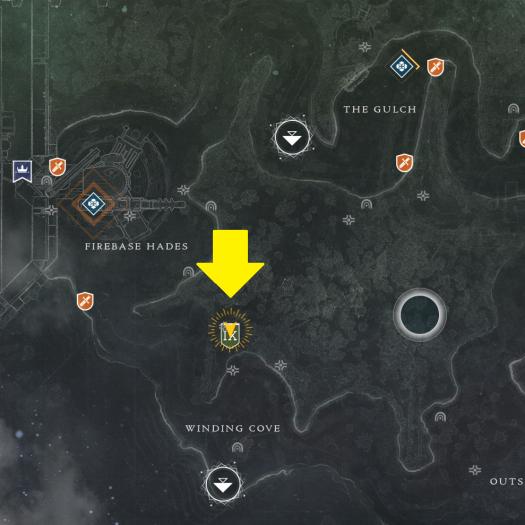 THE GULCH
FIREBASE HADES
IX
WINDING COVE
OUTS